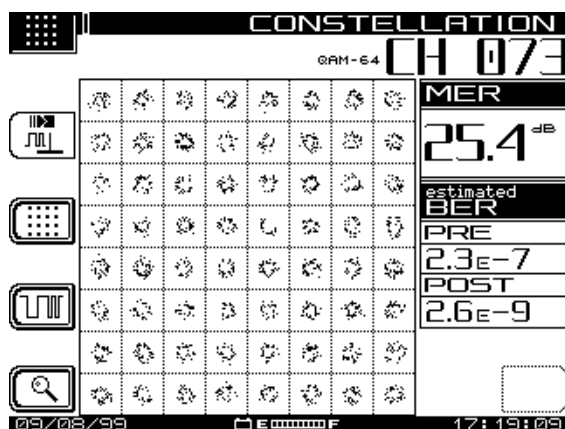 CONSTELLATION
QAM-64 CH 073
MER
25.4 dB
estimated
BER
PRE
2.3E-7
POST
2.6E-9
09/08/99 E F 17:19:09